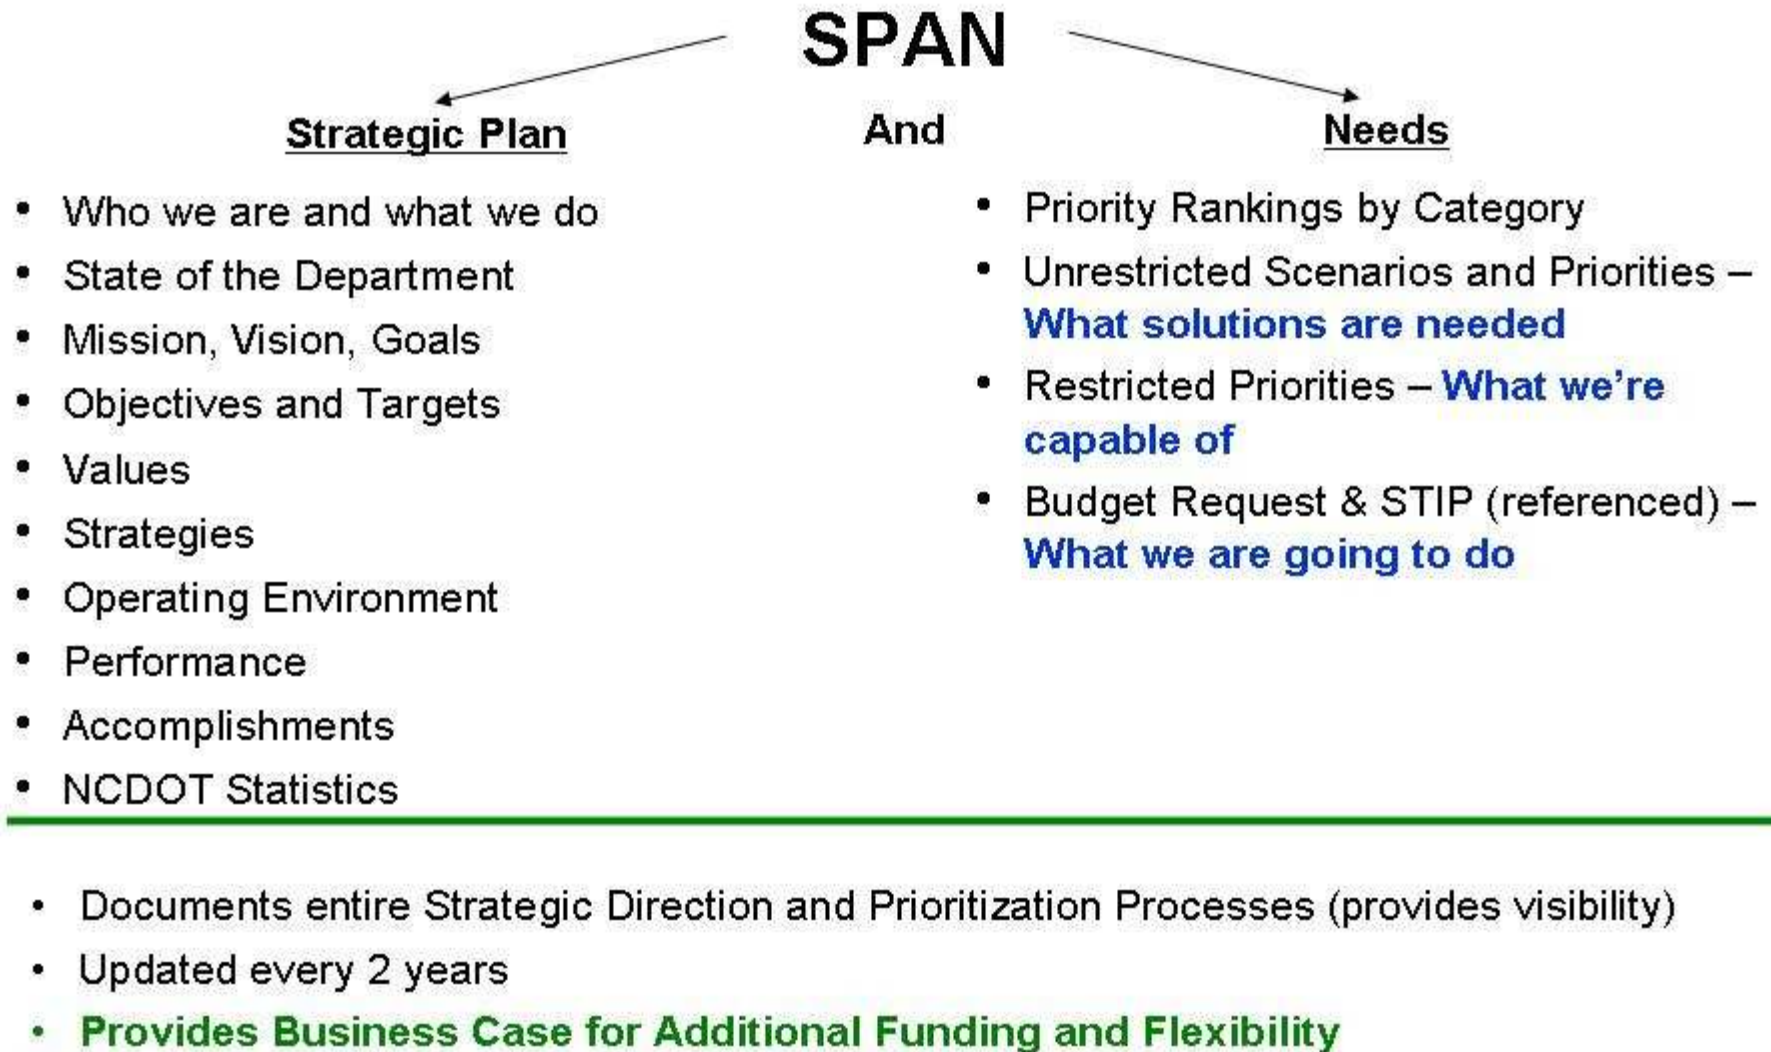 SPAN
Strategic Plan
And
Needs
• Who we are and what we do
• State of the Department
• Mission, Vision, Goals
• Objectives and Targets
• Values
• Strategies
• Operating Environment
• Performance
• Accomplishments
• NCDOT Statistics
• Priority Rankings by Category
• Unrestricted Scenarios and Priorities –
What solutions are needed
• Restricted Priorities – What we're
capable of
• Budget Request & STIP (referenced) –
What we are going to do
• Documents entire Strategic Direction and Prioritization Processes (provides visibility)
• Updated every 2 years
• Provides Business Case for Additional Funding and Flexibility